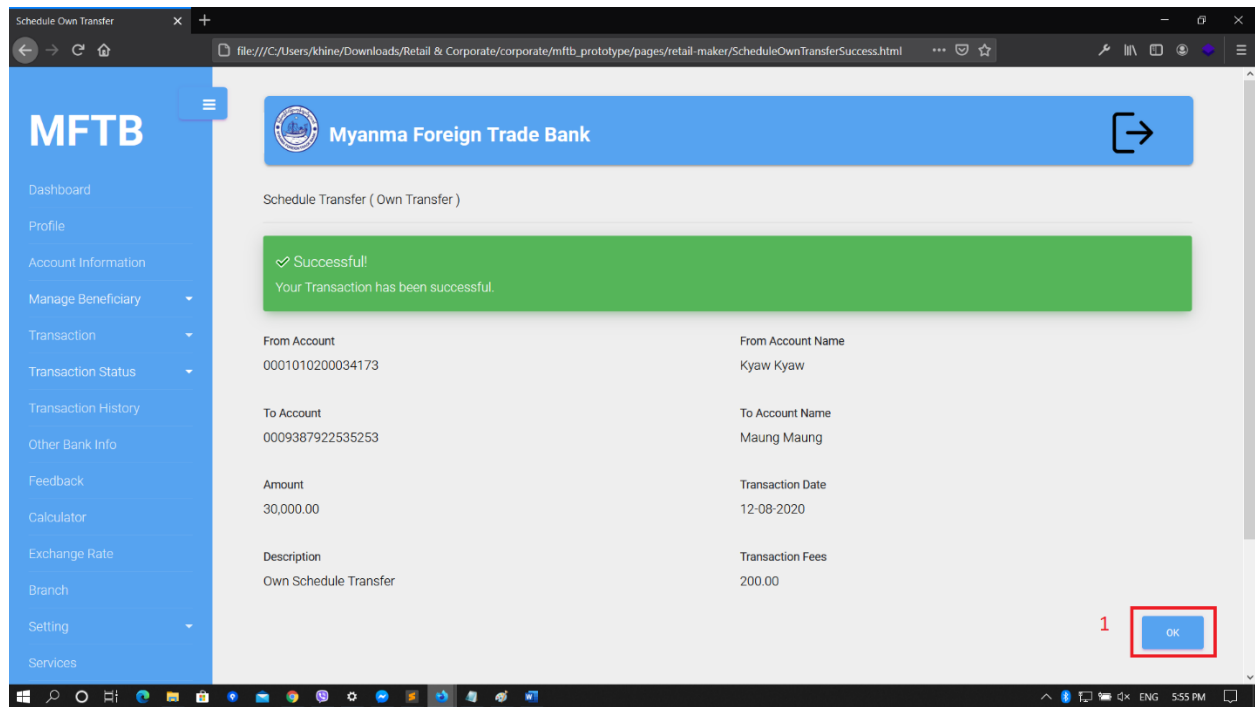 Schedule Own Transfer
file:///C:/Users/khine/Downloads/Retail & Corporate/corporate/mftb_prototype/pages/retail-maker/ScheduleOwnTransferSuccess.html
MFTB
Myanma Foreign Trade Bank
Dashboard
Profile
Account Information
Manage Beneficiary
Transaction
Transaction Status
Transaction History
Other Bank Info
Feedback
Calculator
Exchange Rate
Branch
Setting
Services
Schedule Transfer ( Own Transfer )
Successful!
Your Transaction has been successful.
From Account
0001010200034173
From Account Name
Kyaw Kyaw
To Account
0009387922535253
To Account Name
Maung Maung
Amount
30,000.00
Transaction Date
12-08-2020
Description
Own Schedule Transfer
Transaction Fees
200.00
1
OK
ENG 5:55 PM